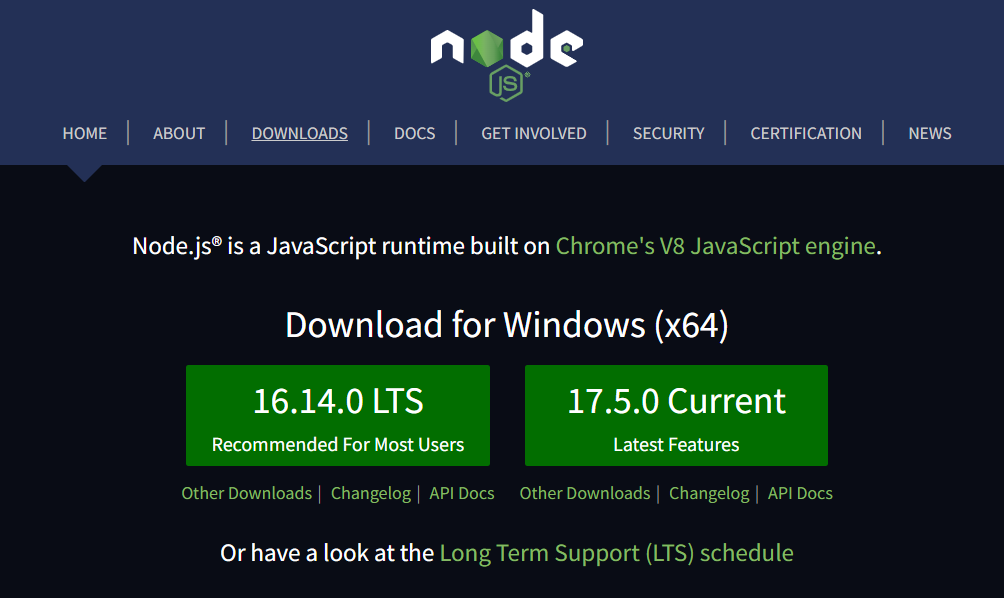 node
JS®
HOME | ABOUT | DOWNLOADS | DOCS | GET INVOLVED | SECURITY | CERTIFICATION | NEWS
Node.js® is a JavaScript runtime built on Chrome's V8 JavaScript engine.
Download for Windows (x64)
16.14.0 LTS
Recommended For Most Users
17.5.0 Current
Latest Features
Other Downloads | Changelog | API Docs
Other Downloads | Changelog | API Docs
Or have a look at the Long Term Support (LTS) schedule